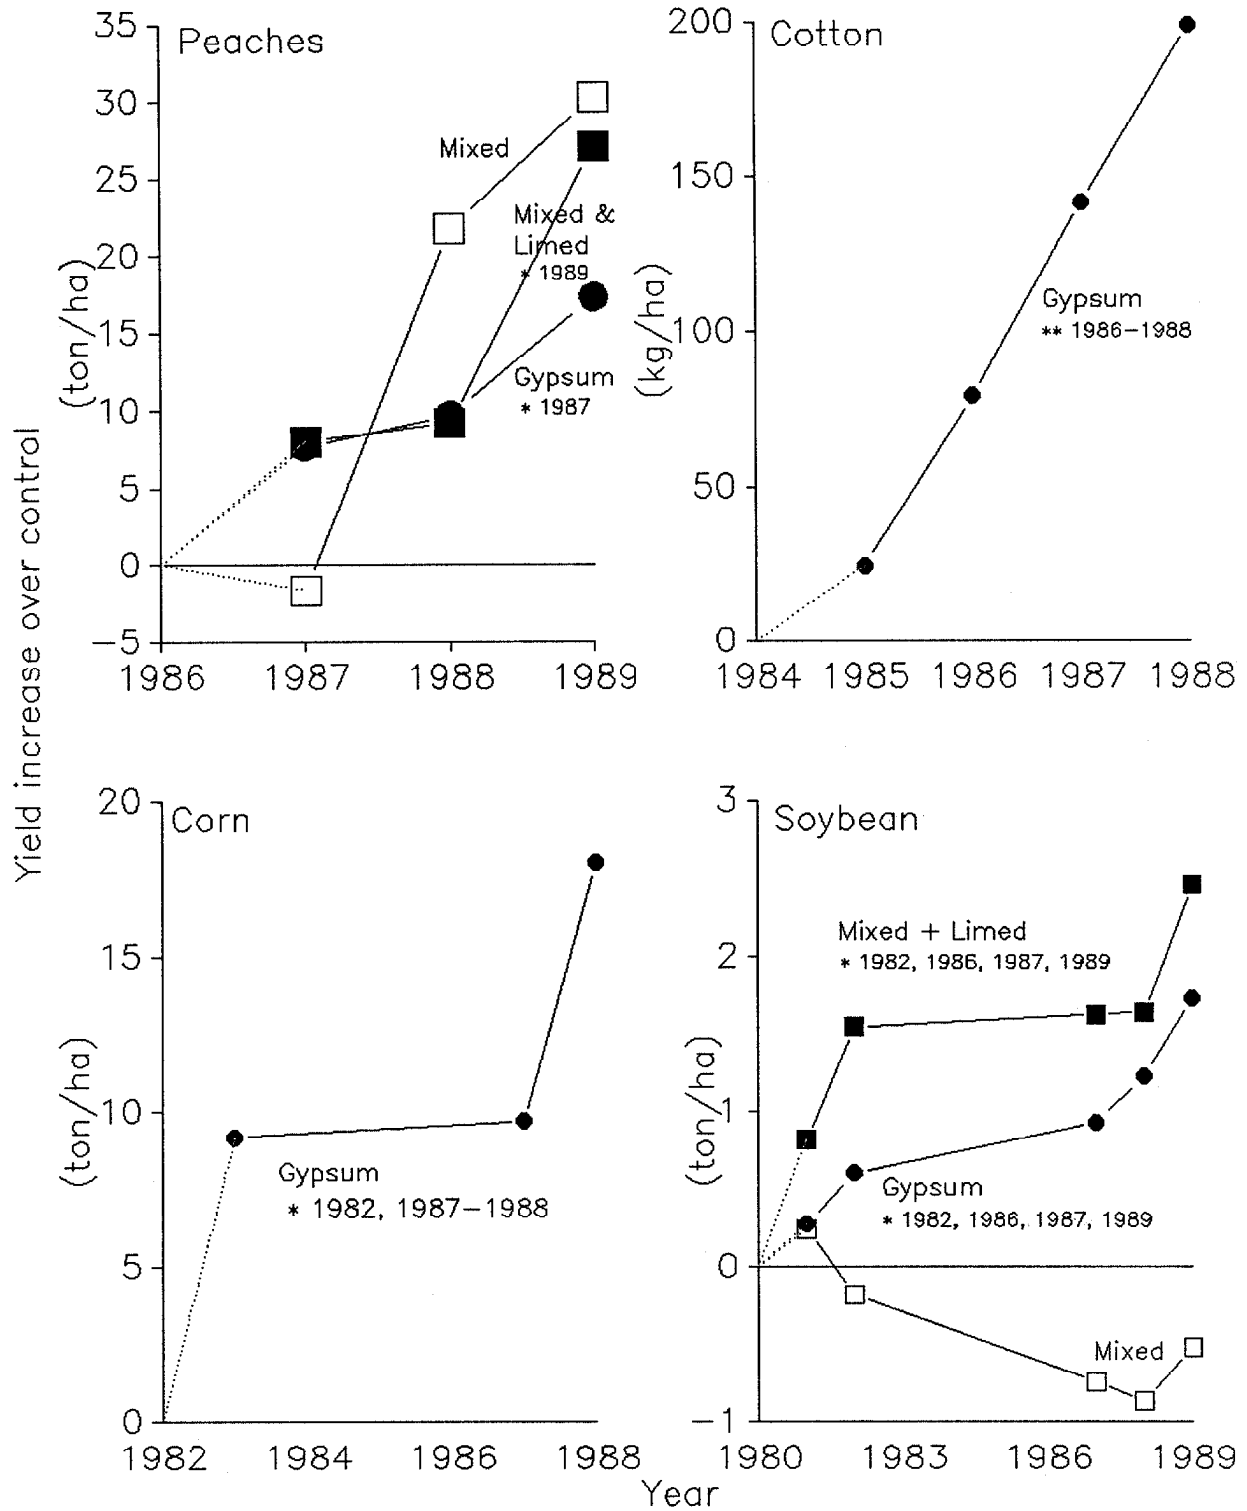 Yield increase over control
Peaches
35
30
25
20
15
10
5
0
−5
(ton/ha)
Mixed
Mixed &
Limed
* 1989
Gypsum
* 1987
1986 1987 1988 1989
Cotton
200
150
100
50
0
(kg/ha)
Gypsum
** 1986−1988
1984 1985 1986 1987 1988
Corn
20
15
10
5
0
(ton/ha)
Gypsum
* 1982, 1987−1988
1982 1984 1986 1988
Soybean
3
2
1
0
−1
(ton/ha)
Mixed + Limed
* 1982, 1986, 1987, 1989
Gypsum
* 1982, 1986, 1987, 1989
Mixed
1980 1983 1986 1989
Year